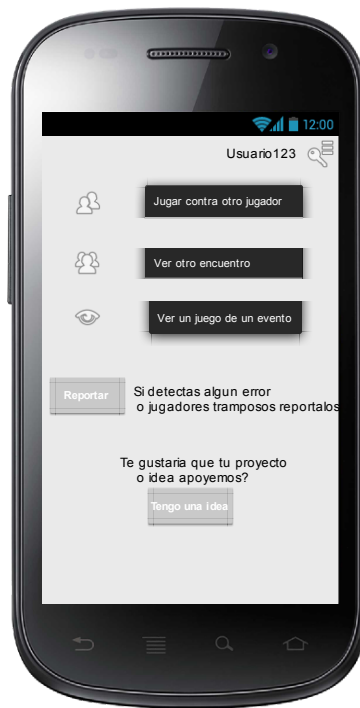 12:00
Usuario123
Jugar contra otro jugador
Ver otro encuentro
Ver un juego de un evento
Reportar
Si detectas algun error
o jugadores tramposos reportalos
Te gustaria que tu proyecto
o idea apoyemos?
Tengo una idea